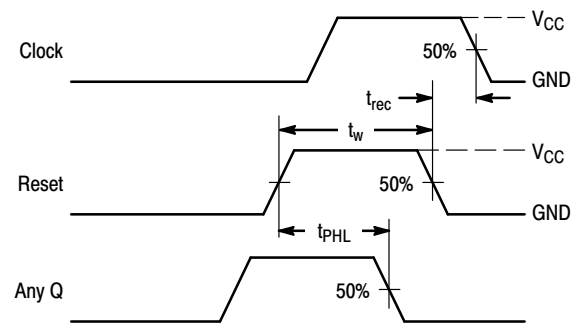 V_CC
Clock
50%
GND
t_rec
t_w
V_CC
Reset
50%
GND
t_PHL
Any Q
50%